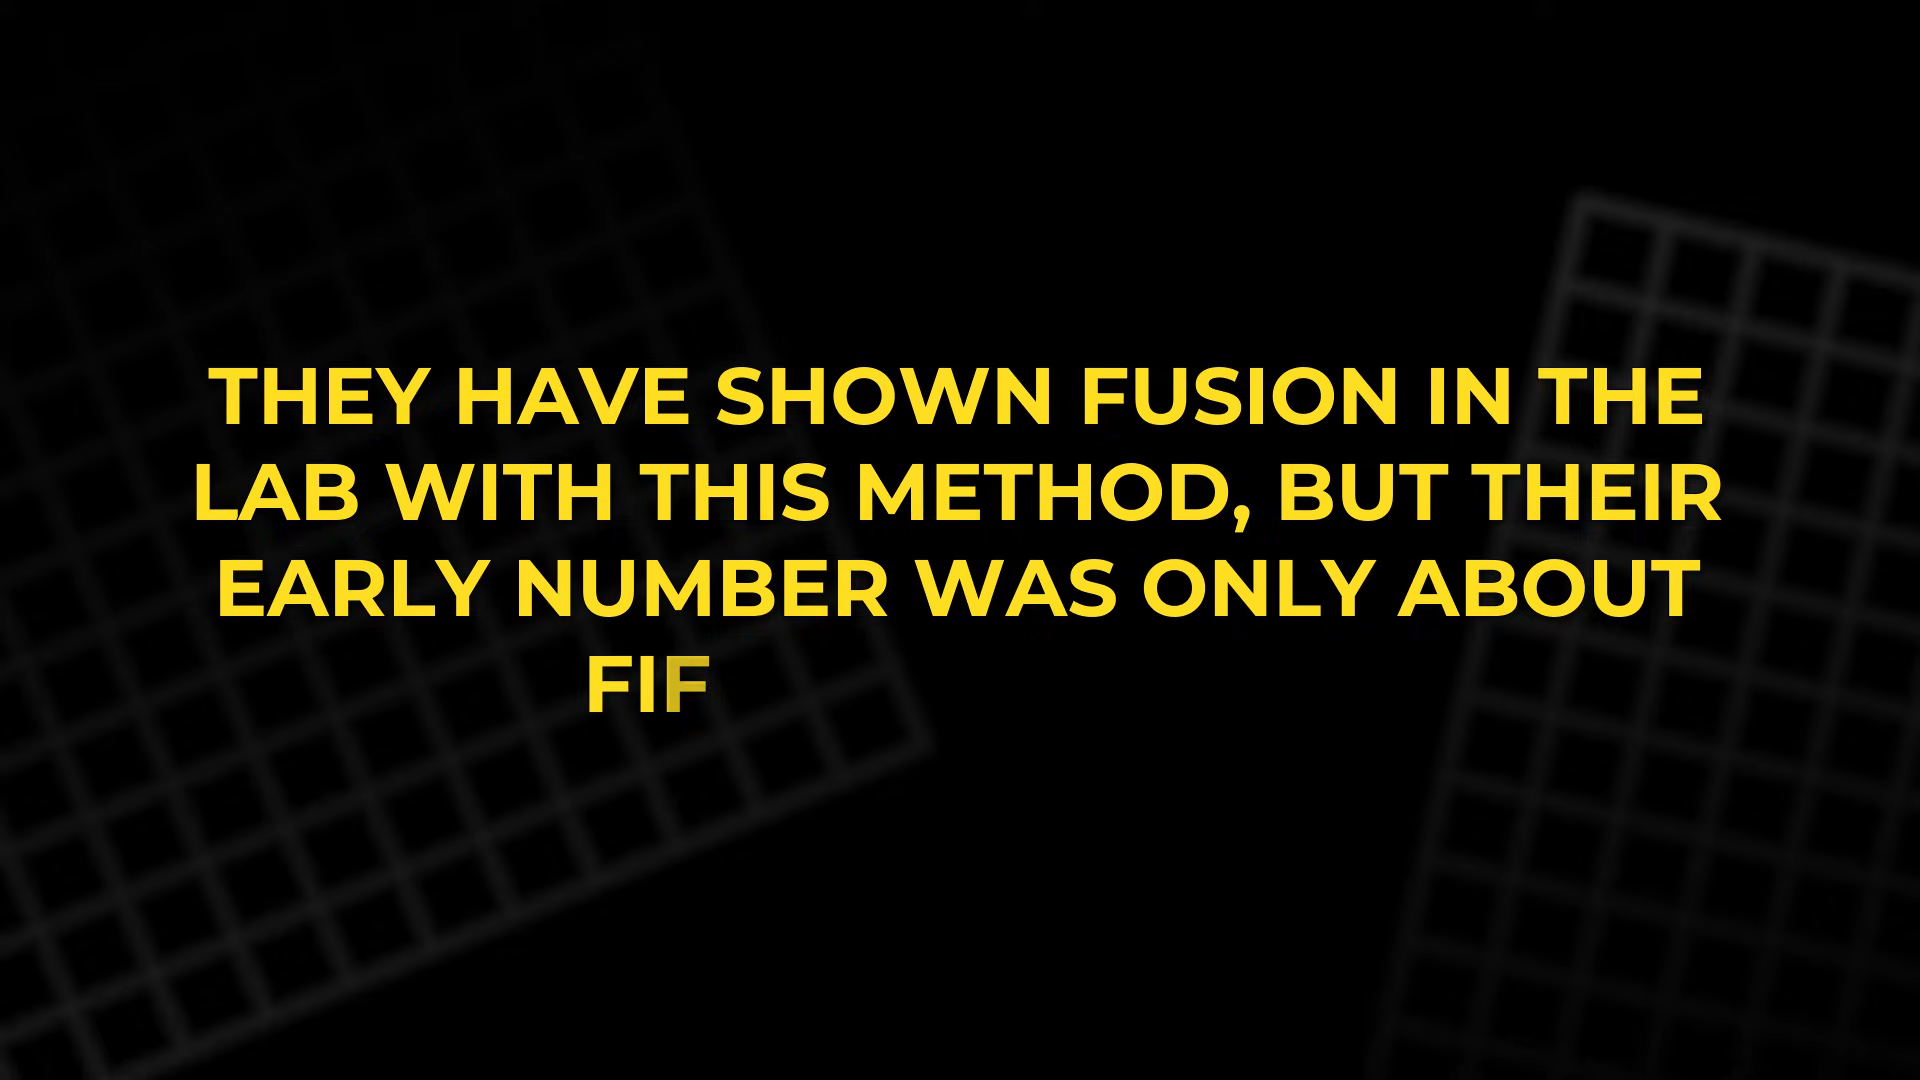 THEY HAVE SHOWN FUSION IN THE
LAB WITH THIS METHOD, BUT THEIR
EARLY NUMBER WAS ONLY ABOUT
FIF